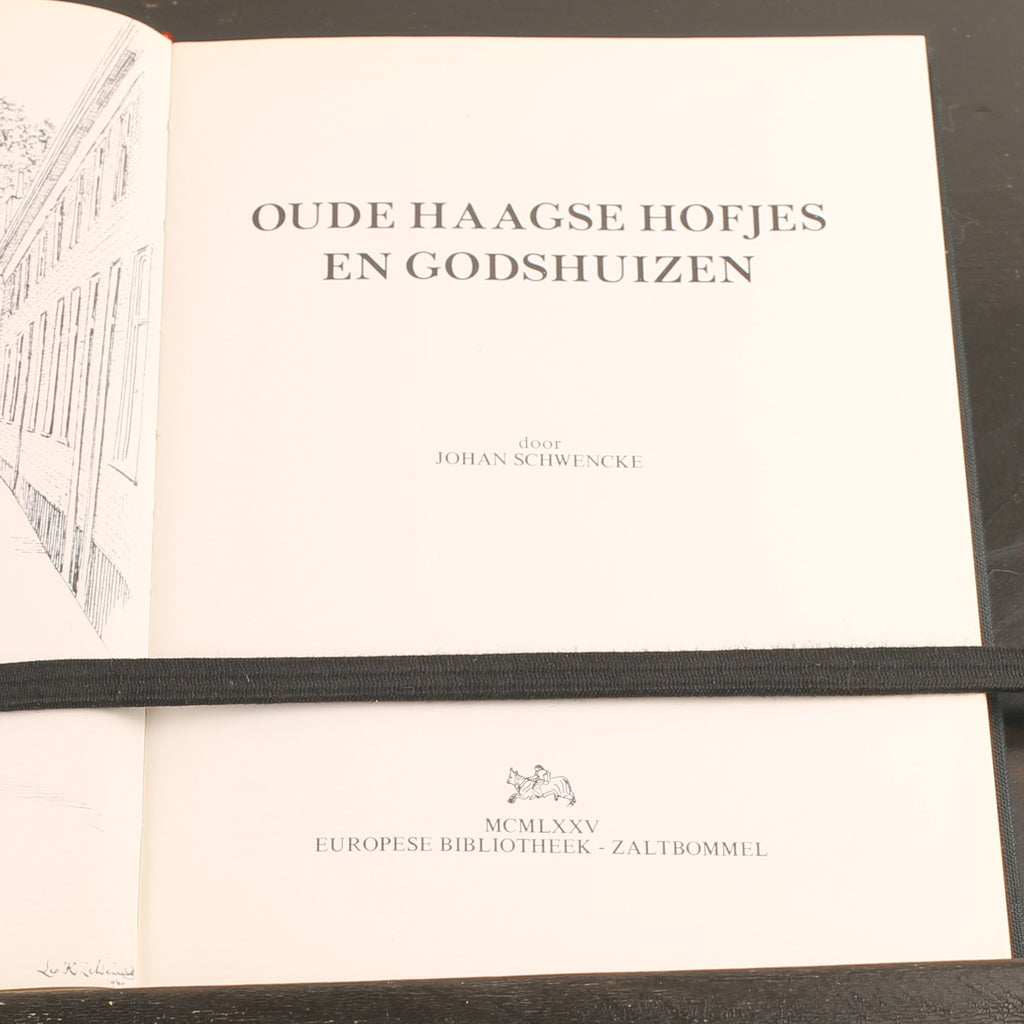 OUDE HAAGSE HOFJES
EN GODSHUIZEN
door
JOHAN SCHWENCKE
MCMLXXV
EUROPESE BIBLIOTHEEK - ZALTBOMMEL